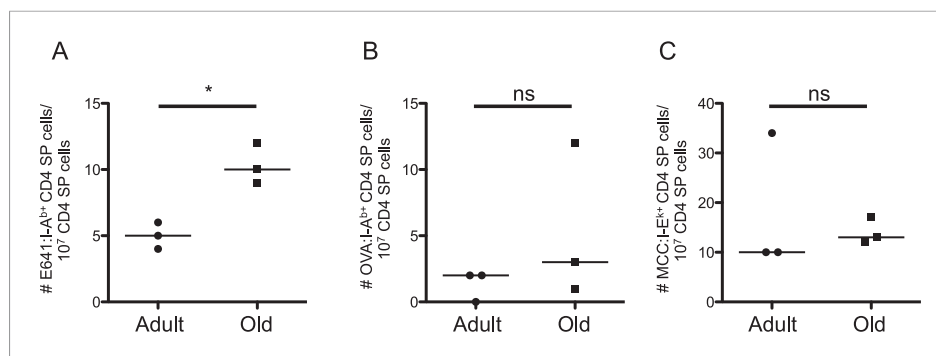 A
# E641:I-Aᵇ⁺ CD4 SP cells/
10⁷ CD4 SP cells
15
10
5
0
*
Adult Old
B
# OVA:I-Aᵇ⁺ CD4 SP cells/
10⁷ CD4 SP cells
15
10
5
0
ns
Adult Old
C
# MCC:I-Eᵏ⁺ CD4 SP cells/
10⁷ CD4 SP cells
40
30
20
10
0
ns
Adult Old